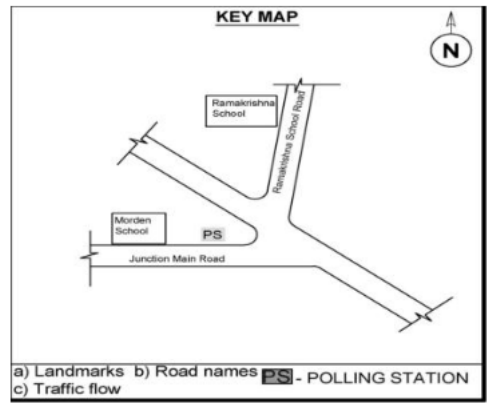 KEY MAP
N
Ramakrishna
School
Ramakrishna School Road
Morden
School
PS
Junction Main Road
a) Landmarks b) Road names PS - POLLING STATION
c) Traffic flow